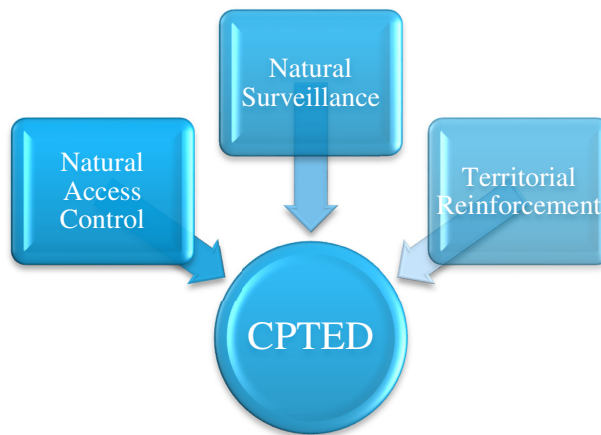 Natural
Surveillance
Natural
Access
Control
Territorial
Reinforcement
CPTED